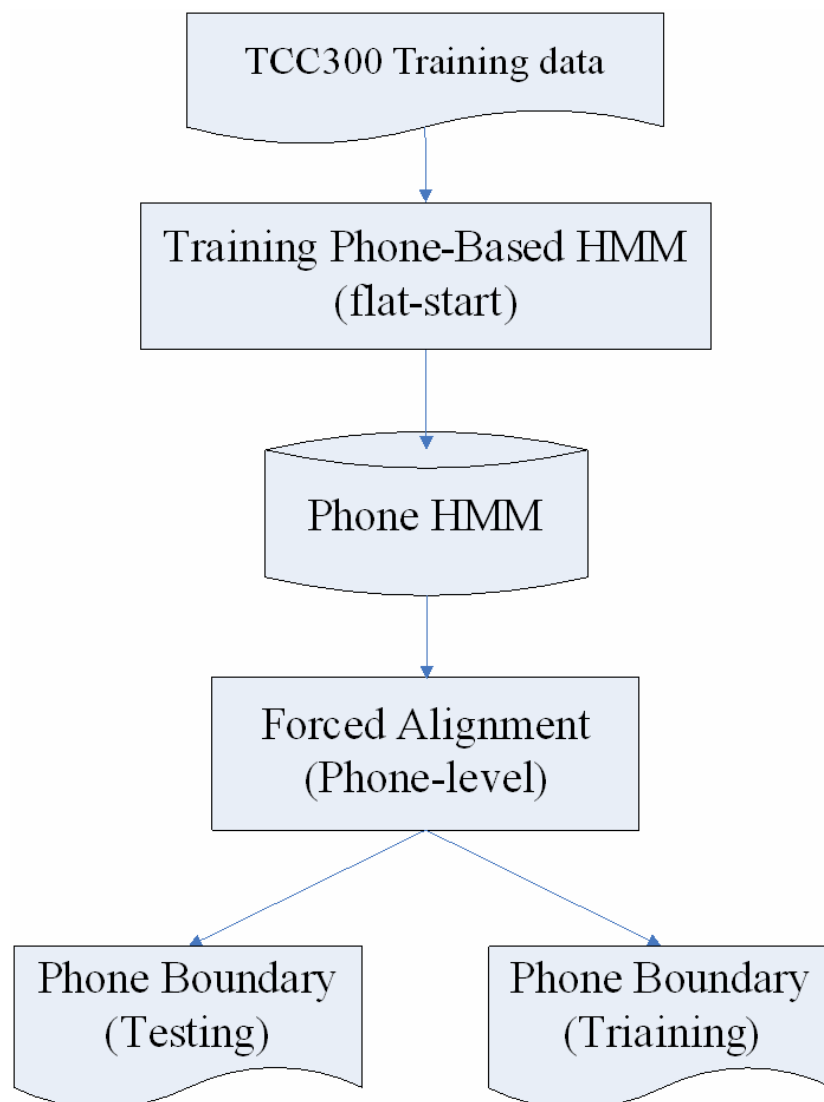 TCC300 Training data
Training Phone-Based HMM
(flat-start)
Phone HMM
Forced Alignment
(Phone-level)
Phone Boundary
(Testing)
Phone Boundary
(Triaining)